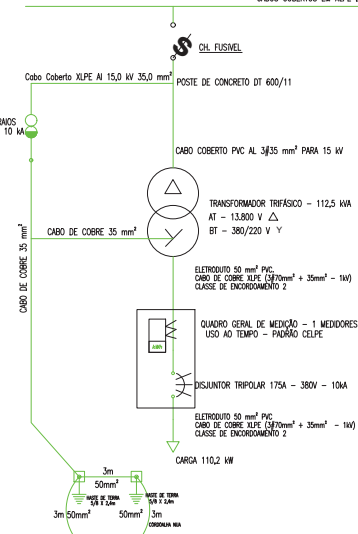 CH. FUSIVEL
Cabo Coberto XLPE Al 15,0 kV 35,0 mm²
POSTE DE CONCRETO DT 600/11
10 kA
CABO COBERTO PVC AL 3∮35 mm² PARA 15 kV
TRANSFORMADOR TRIFÁSICO - 112,5 kVA
AT - 13.800 V △
BT - 380/220 V Y
CABO DE COBRE 35 mm²
CABO DE COBRE 35 mm²
ELETRODUTO 50 mm² PVC.
CABO DE COBRE XLPE (3∮70mm² + 35mm² - 1kV)
CLASSE DE ENCORDOAMENTO 2
QUADRO GERAL DE MEDIÇÃO - 1 MEDIDORES
USO AO TEMPO - PADRÃO CELPE
kWh
DISJUNTOR TRIPOLAR 175A - 380V - 10kA
ELETRODUTO 50 mm² PVC
CABO DE COBRE XLPE (3∮70mm² + 35mm² - 1kV)
CLASSE DE ENCORDOAMENTO 2
CARGA 110,2 kW
3m
50mm²
HASTE DE TERRA
5/8 X 2,4m
HASTE DE TERRA
5/8 X 2,4m
3m 50mm²
50mm² 3m
CORDOALHA NUA